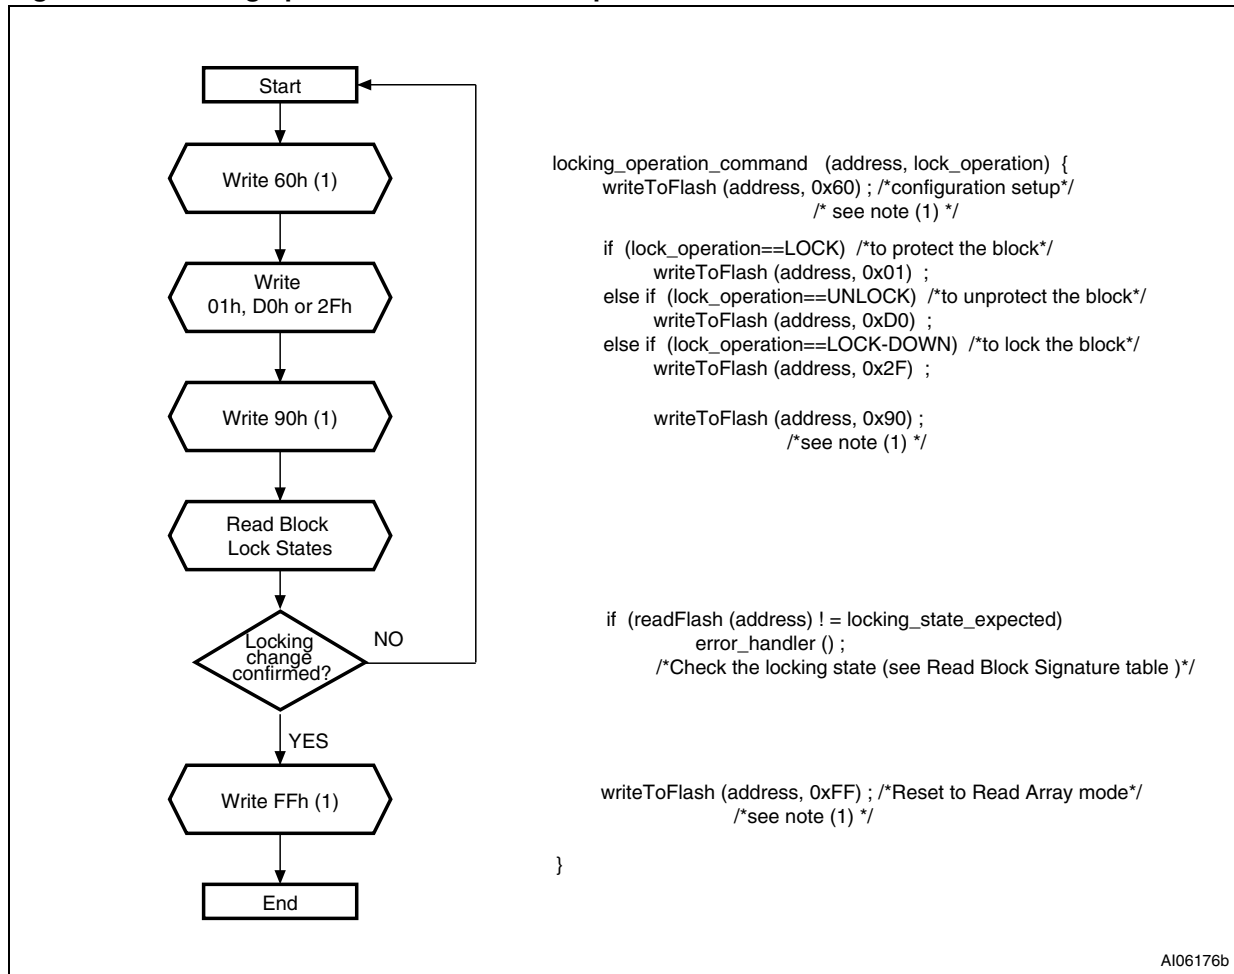 Start
Write 60h (1)
Write
01h, D0h or 2Fh
Write 90h (1)
Read Block
Lock States
Locking
change
confirmed?
NO
YES
Write FFh (1)
End
locking_operation_command (address, lock_operation) {
writeToFlash (address, 0x60) ; /*configuration setup*/
/* see note (1) */
if (lock_operation==LOCK) /*to protect the block*/
writeToFlash (address, 0x01) ;
else if (lock_operation==UNLOCK) /*to unprotect the block*/
writeToFlash (address, 0xD0) ;
else if (lock_operation==LOCK-DOWN) /*to lock the block*/
writeToFlash (address, 0x2F) ;
writeToFlash (address, 0x90) ;
/*see note (1) */
if (readFlash (address) ! = locking_state_expected)
error_handler () ;
/*Check the locking state (see Read Block Signature table )*/
writeToFlash (address, 0xFF) ; /*Reset to Read Array mode*/
/*see note (1) */
}
AI06176b